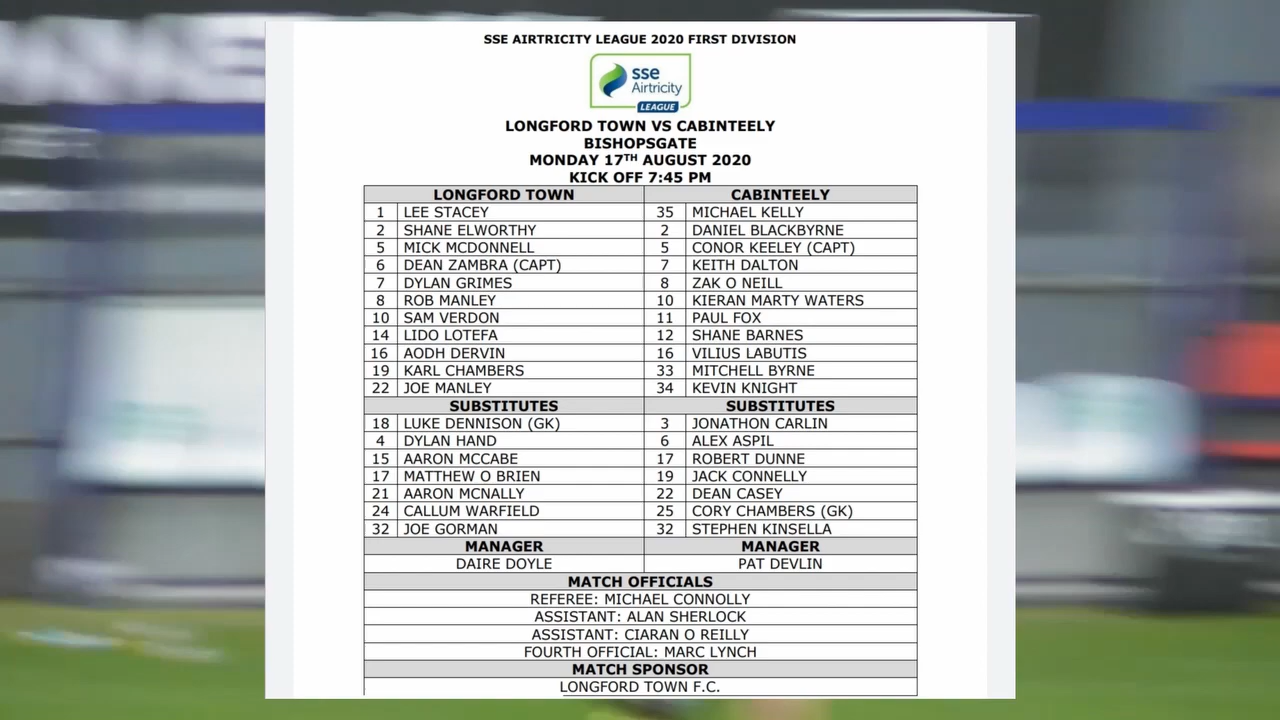 SSE AIRTRICITY LEAGUE 2020 FIRST DIVISION
sse
Airtricity
LEAGUE
LONGFORD TOWN VS CABINTEELY
BISHOPSGATE
MONDAY 17TH AUGUST 2020
KICK OFF 7:45 PM
LONGFORD TOWN CABINTEELY
1 LEE STACEY 35 MICHAEL KELLY
2 SHANE ELWORTHY 2 DANIEL BLACKBYRNE
5 MICK MCDONNELL 5 CONOR KEELEY (CAPT)
6 DEAN ZAMBRA (CAPT) 7 KEITH DALTON
7 DYLAN GRIMES 8 ZAK O NEILL
8 ROB MANLEY 10 KIERAN MARTY WATERS
10 SAM VERDON 11 PAUL FOX
14 LIDO LOTEFA 12 SHANE BARNES
16 AODH DERVIN 16 VILIUS LABUTIS
19 KARL CHAMBERS 33 MITCHELL BYRNE
22 JOE MANLEY 34 KEVIN KNIGHT
SUBSTITUTES SUBSTITUTES
18 LUKE DENNISON (GK) 3 JONATHON CARLIN
4 DYLAN HAND 6 ALEX ASPIL
15 AARON MCCABE 17 ROBERT DUNNE
17 MATTHEW O BRIEN 19 JACK CONNELLY
21 AARON MCNALLY 22 DEAN CASEY
24 CALLUM WARFIELD 25 CORY CHAMBERS (GK)
32 JOE GORMAN 32 STEPHEN KINSELLA
MANAGER MANAGER
DAIRE DOYLE PAT DEVLIN
MATCH OFFICIALS
REFEREE: MICHAEL CONNOLLY
ASSISTANT: ALAN SHERLOCK
ASSISTANT: CIARAN O REILLY
FOURTH OFFICIAL: MARC LYNCH
MATCH SPONSOR
LONGFORD TOWN F.C.